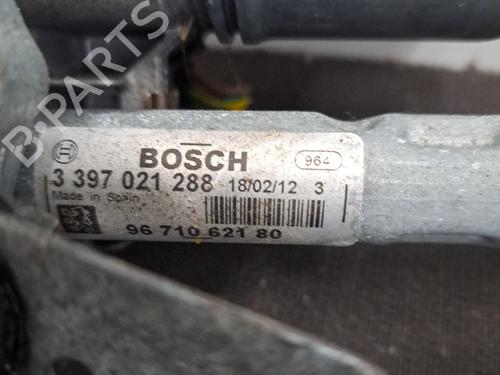 B-PARTS
BOSCH 964
3 397 021 288 18/02/12 3
Made in Spain
96 710 621 80